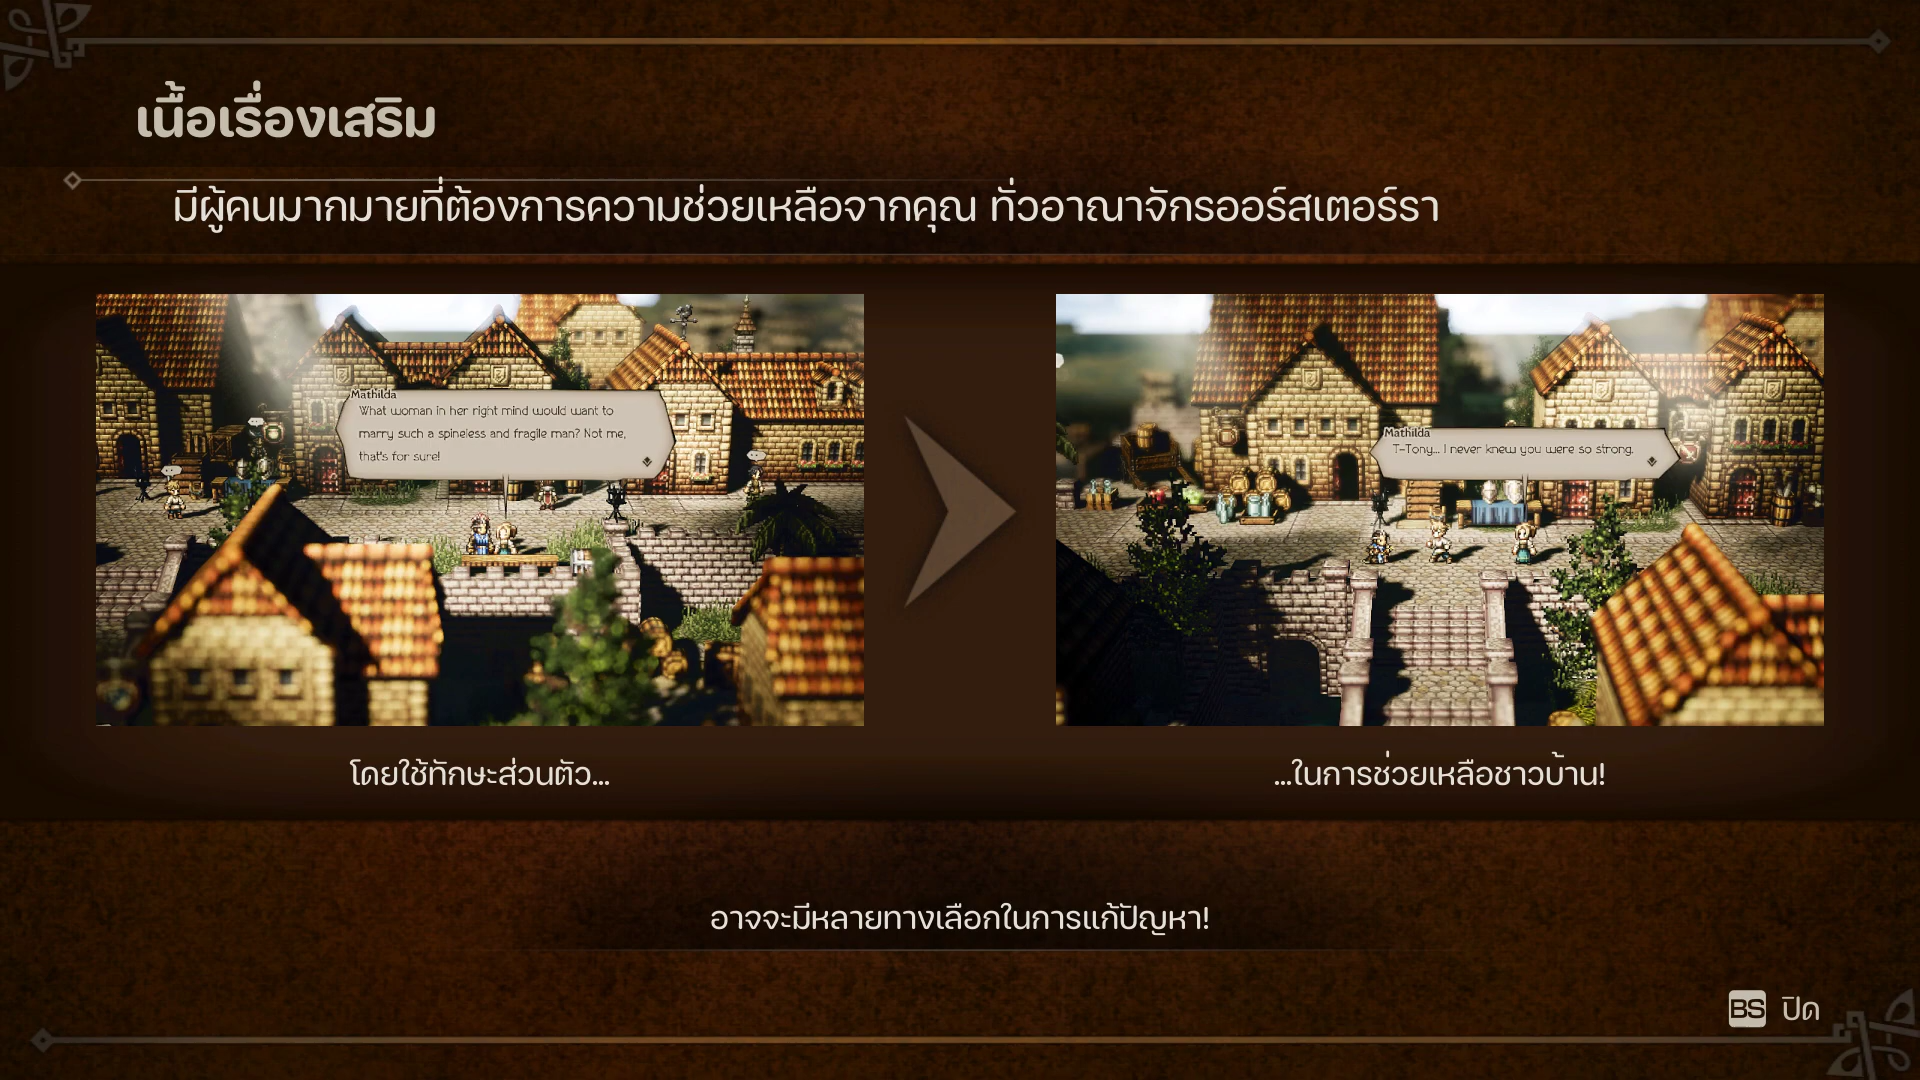 เนื้อเรื่องเสริม
มีผู้คนมากมายที่ต้องการความช่วยเหลือจากคุณ ทั่วอาณาจักรออร์สเตอร์รา
Mathilda
What woman in her right mind would want to
marry such a spineless and fragile man? Not me,
that's for sure!
Mathilda
T-Tony... I never knew you were so strong.
โดยใช้ทักษะส่วนตัว...
...ในการช่วยเหลือชาวบ้าน!
อาจจะมีหลายทางเลือกในการแก้ปัญหา!
BS ปิด